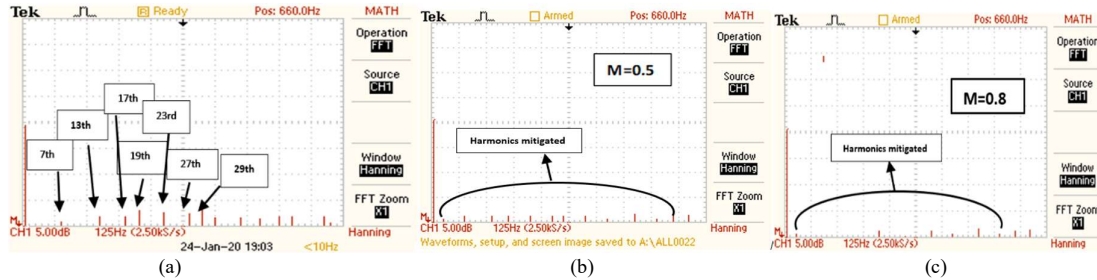 Tek
Ready
Pos: 660.0Hz
MATH
Operation
FFT
Source
CH1
Window
Hanning
FFT Zoom
X1
7th
13th
17th
19th
23rd
27th
29th
M
CH1 5.00dB
125Hz (2.50kS/s)
Hanning
24-Jan-20 19:03
<10Hz
(a)
Tek
Armed
Pos: 660.0Hz
MATH
Operation
FFT
Source
CH1
Window
Hanning
FFT Zoom
X1
M=0.5
Harmonics mitigated
M
CH1 5.00dB
125Hz (2.50kS/s)
Hanning
Waveforms, setup, and screen image saved to A:\ALL0022
(b)
Tek
Armed
Pos: 660.0Hz
MATH
Operation
FFT
Source
CH1
Window
Hanning
FFT Zoom
X1
M=0.8
Harmonics mitigated
M
CH1 5.00dB
125Hz (2.50kS/s)
Hanning
(c)